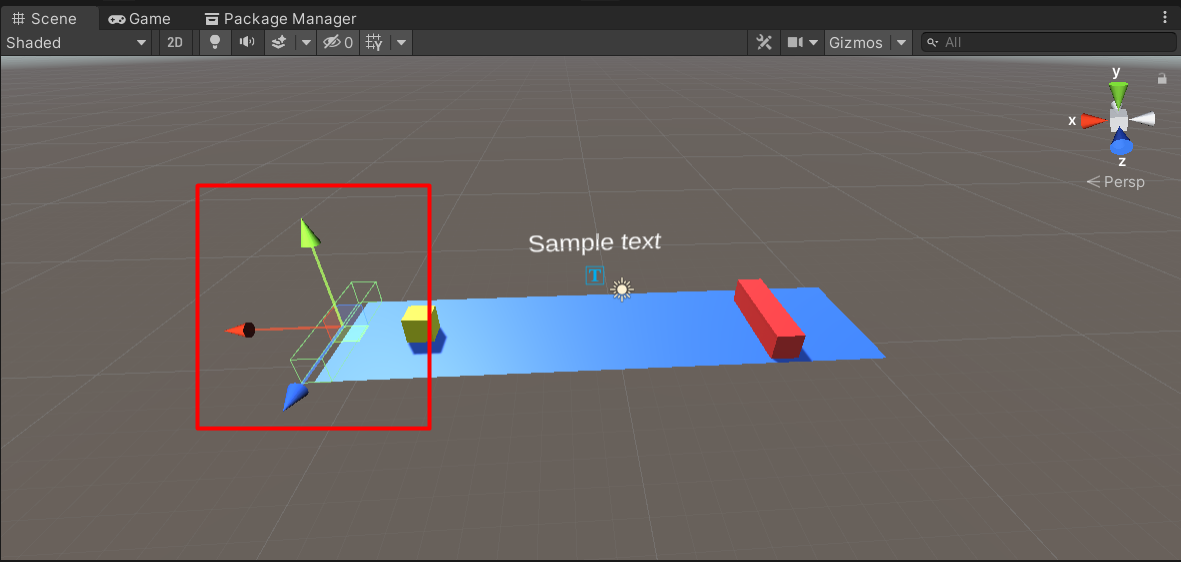 Scene Game Package Manager
Shaded 2D 0 Y Gizmos All
y
x
z
Persp
Sample text
T